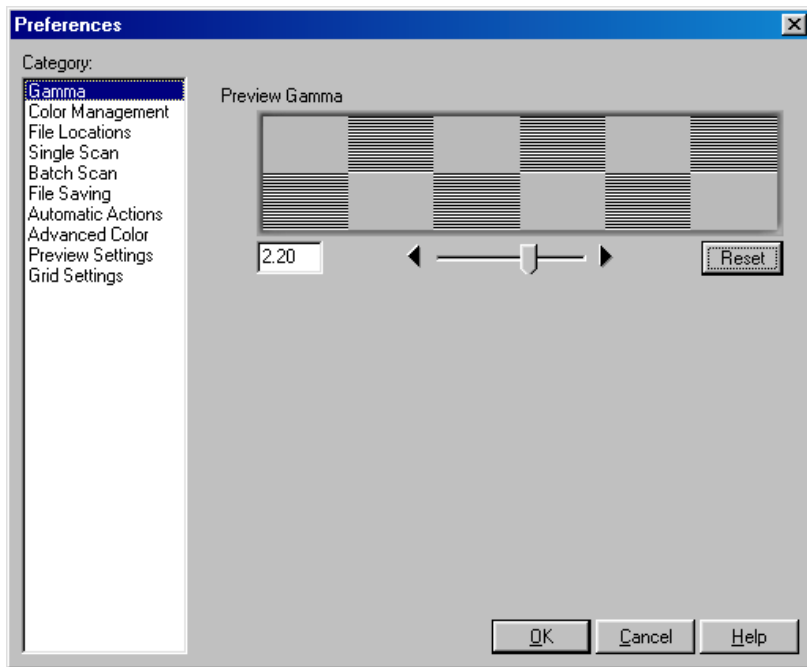 Preferences
Category:
Gamma
Color Management
File Locations
Single Scan
Batch Scan
File Saving
Automatic Actions
Advanced Color
Preview Settings
Grid Settings
Preview Gamma
2.20
Reset
OK
Cancel
Help